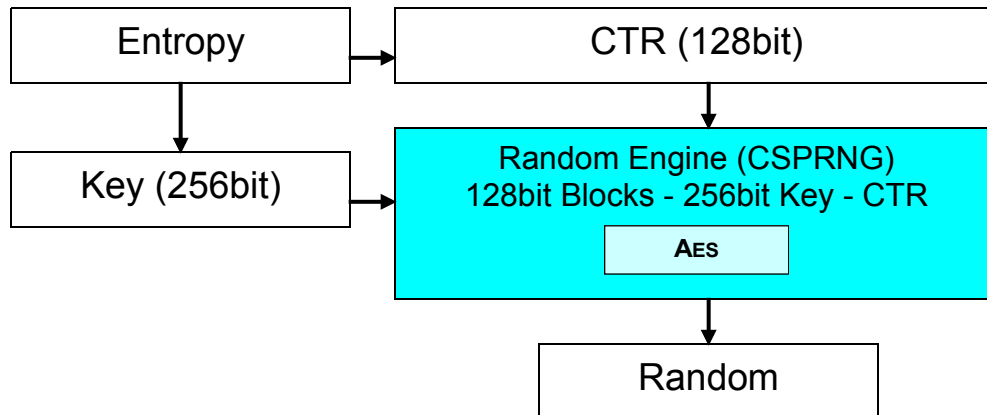 Entropy
CTR (128bit)
Key (256bit)
Random Engine (CSPRNG)
128bit Blocks - 256bit Key - CTR
AES
Random